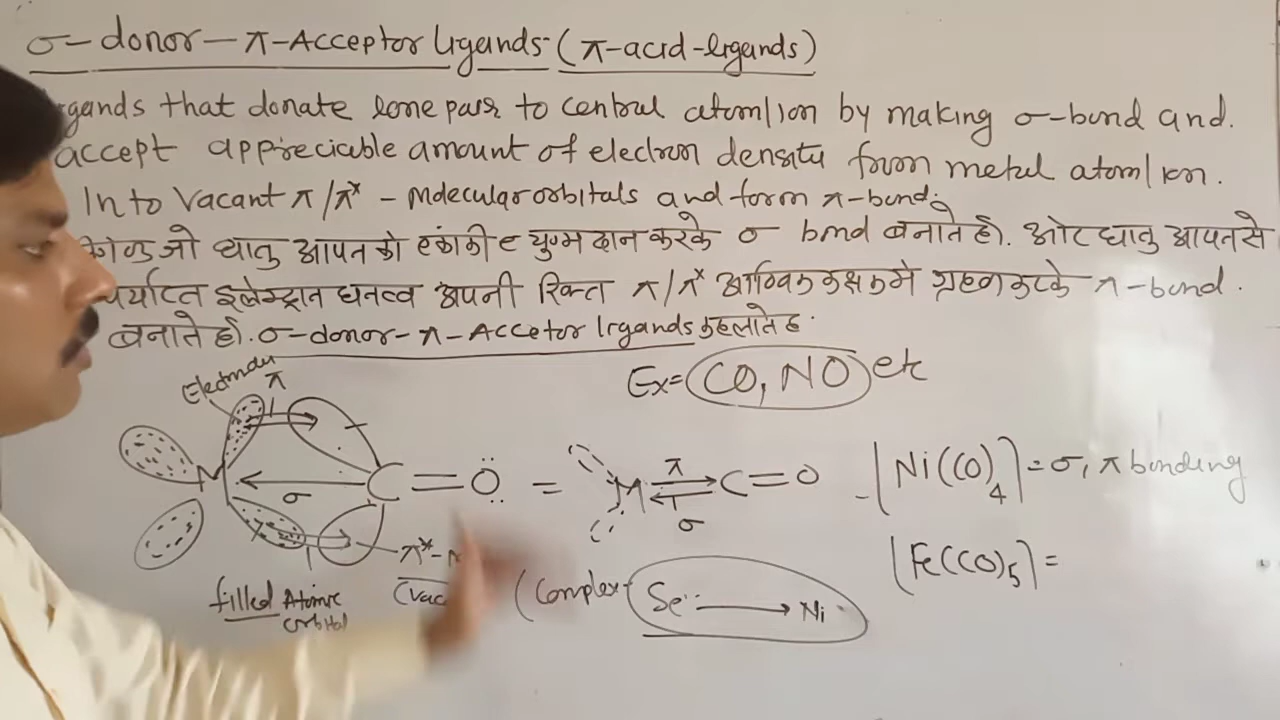 σ-donor-π-Acceptor ligands (π-acid-ligands)
gands that donate lone pair to central atom/ion by making σ-bond and.
accept appreciable amount of electron density from metal atom/ion.
Into Vacant π/π* - molecular orbitals and form π-bond.
जो धातु आयन को एकाकी e युग्म दान करके σ bond बनाते है. और धातु आयन से
पर्याप्त इलेक्ट्रान घनत्व अपनी रिक्त π/π* आण्विक कक्षक मे ग्रहण करके π-bond.
बनाते है. σ-donor-π-Accetor ligands कहलाते ह.
Ex= CO, NO etc
π
M σ C=Ö = M π σ C=O
[Ni(CO)4] = σ, π bonding
π*-M
(Vac
filled Atomic
orbital
(Complex- Se: → Ni
[Fe(CO)5] =